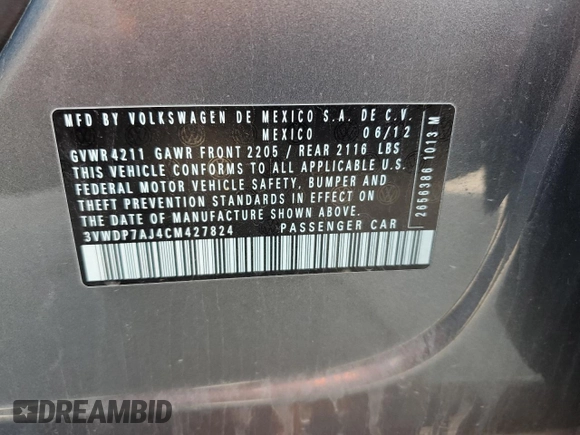 MFD BY VOLKSWAGEN DE MEXICO S.A. DE C.V.
MEXICO 06/12
GVWR 4211 GAWR FRONT 2205 / REAR 2116 LBS
THIS VEHICLE CONFORMS TO ALL APPLICABLE U.S.
FEDERAL MOTOR VEHICLE SAFETY, BUMPER AND
THEFT PREVENTION STANDARDS IN EFFECT ON
THE DATE OF MANUFACTURE SHOWN ABOVE.
3VWDP7AJ4CM427824 PASSENGER CAR
2656386 1013 M
DREAMBID